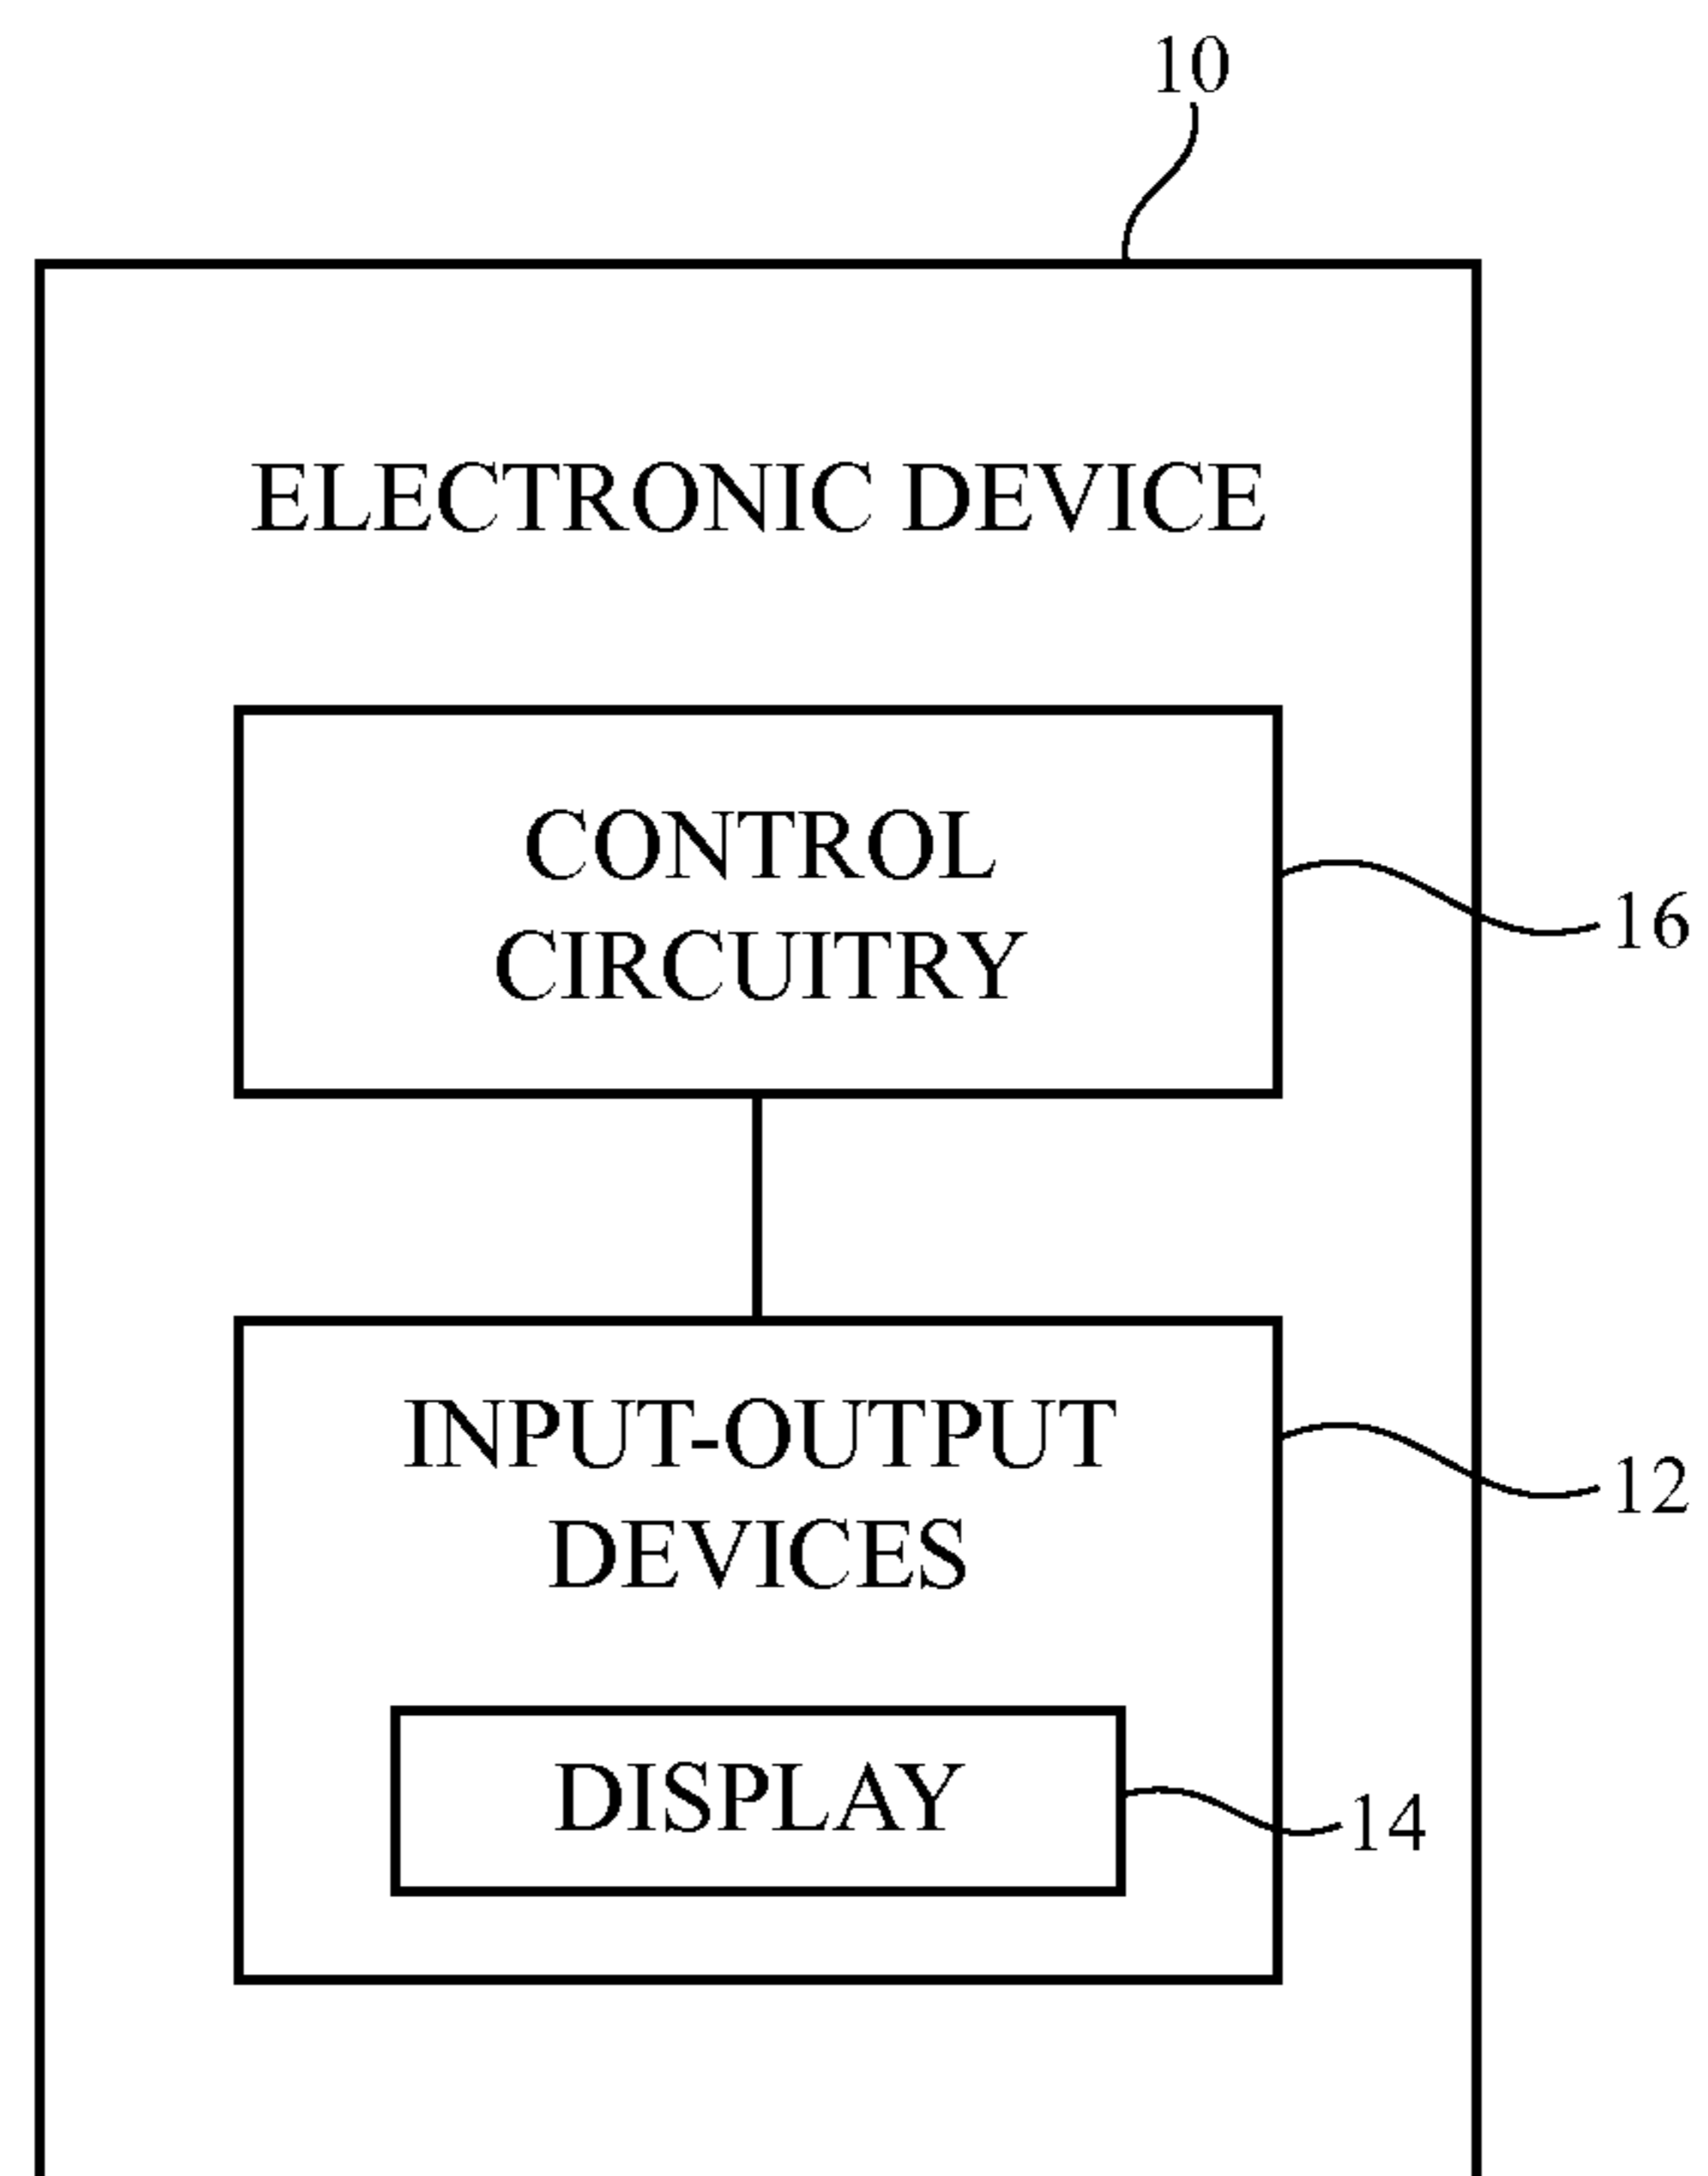 10
ELECTRONIC DEVICE
CONTROL
CIRCUITRY
16
INPUT-OUTPUT
DEVICES
12
DISPLAY
14